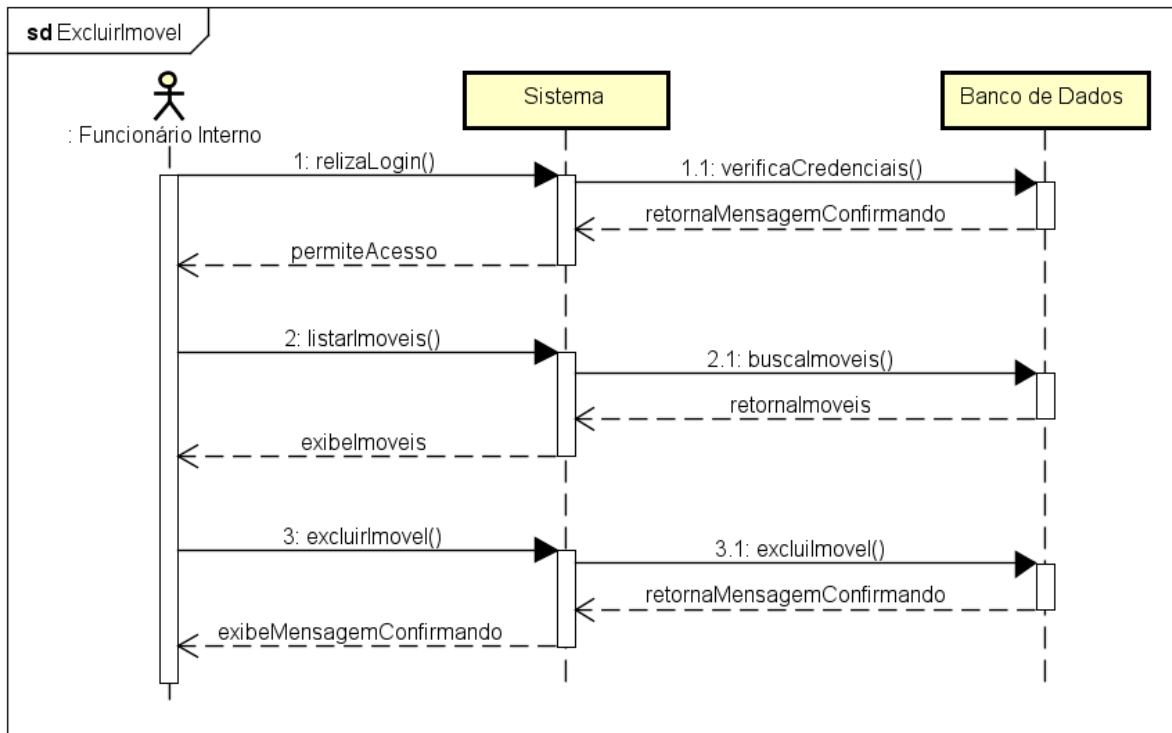 sd ExcluirImovel
: Funcionário Interno
Sistema
Banco de Dados
1: relizaLogin()
1.1: verificaCredenciais()
retornaMensagemConfirmando
permiteAcesso
2: listarImoveis()
2.1: buscaImoveis()
retornaImoveis
exibeImoveis
3: excluirImovel()
3.1: excluiImovel()
retornaMensagemConfirmando
exibeMensagemConfirmando